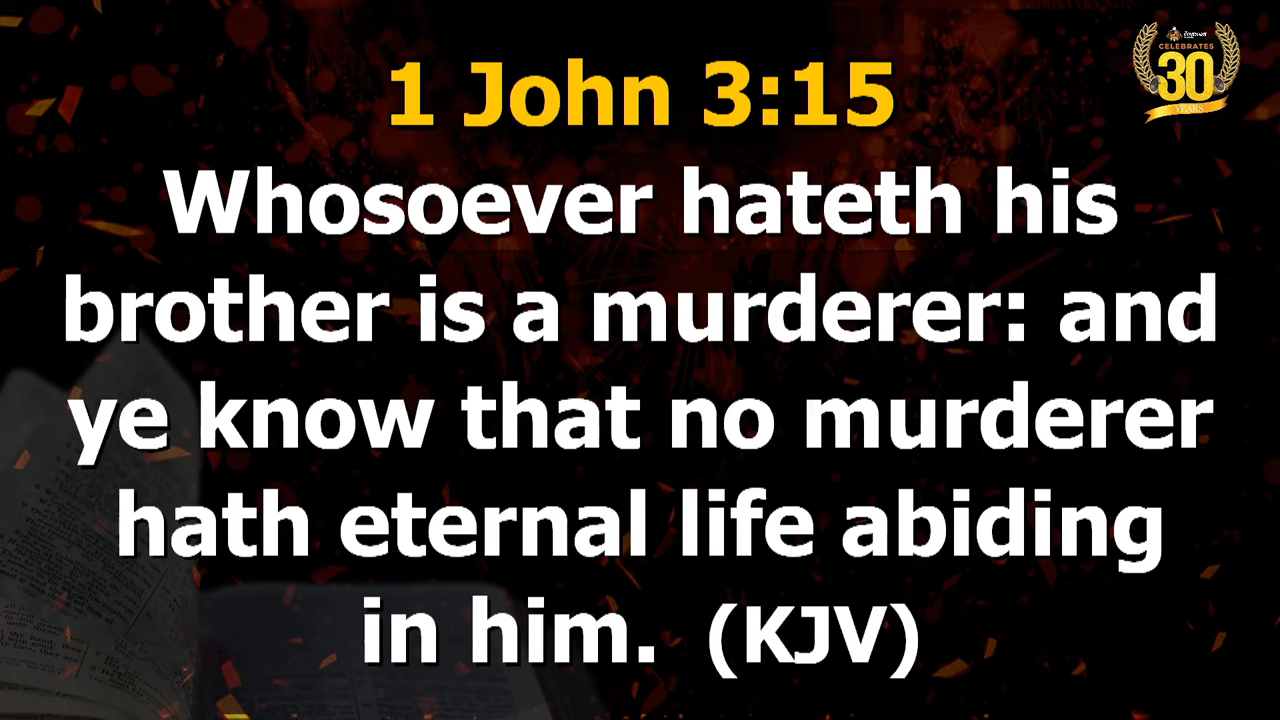 1 John 3:15
Whosoever hateth his
brother is a murderer: and
ye know that no murderer
hath eternal life abiding
in him. (KJV)
CELEBRATES
30
YEARS